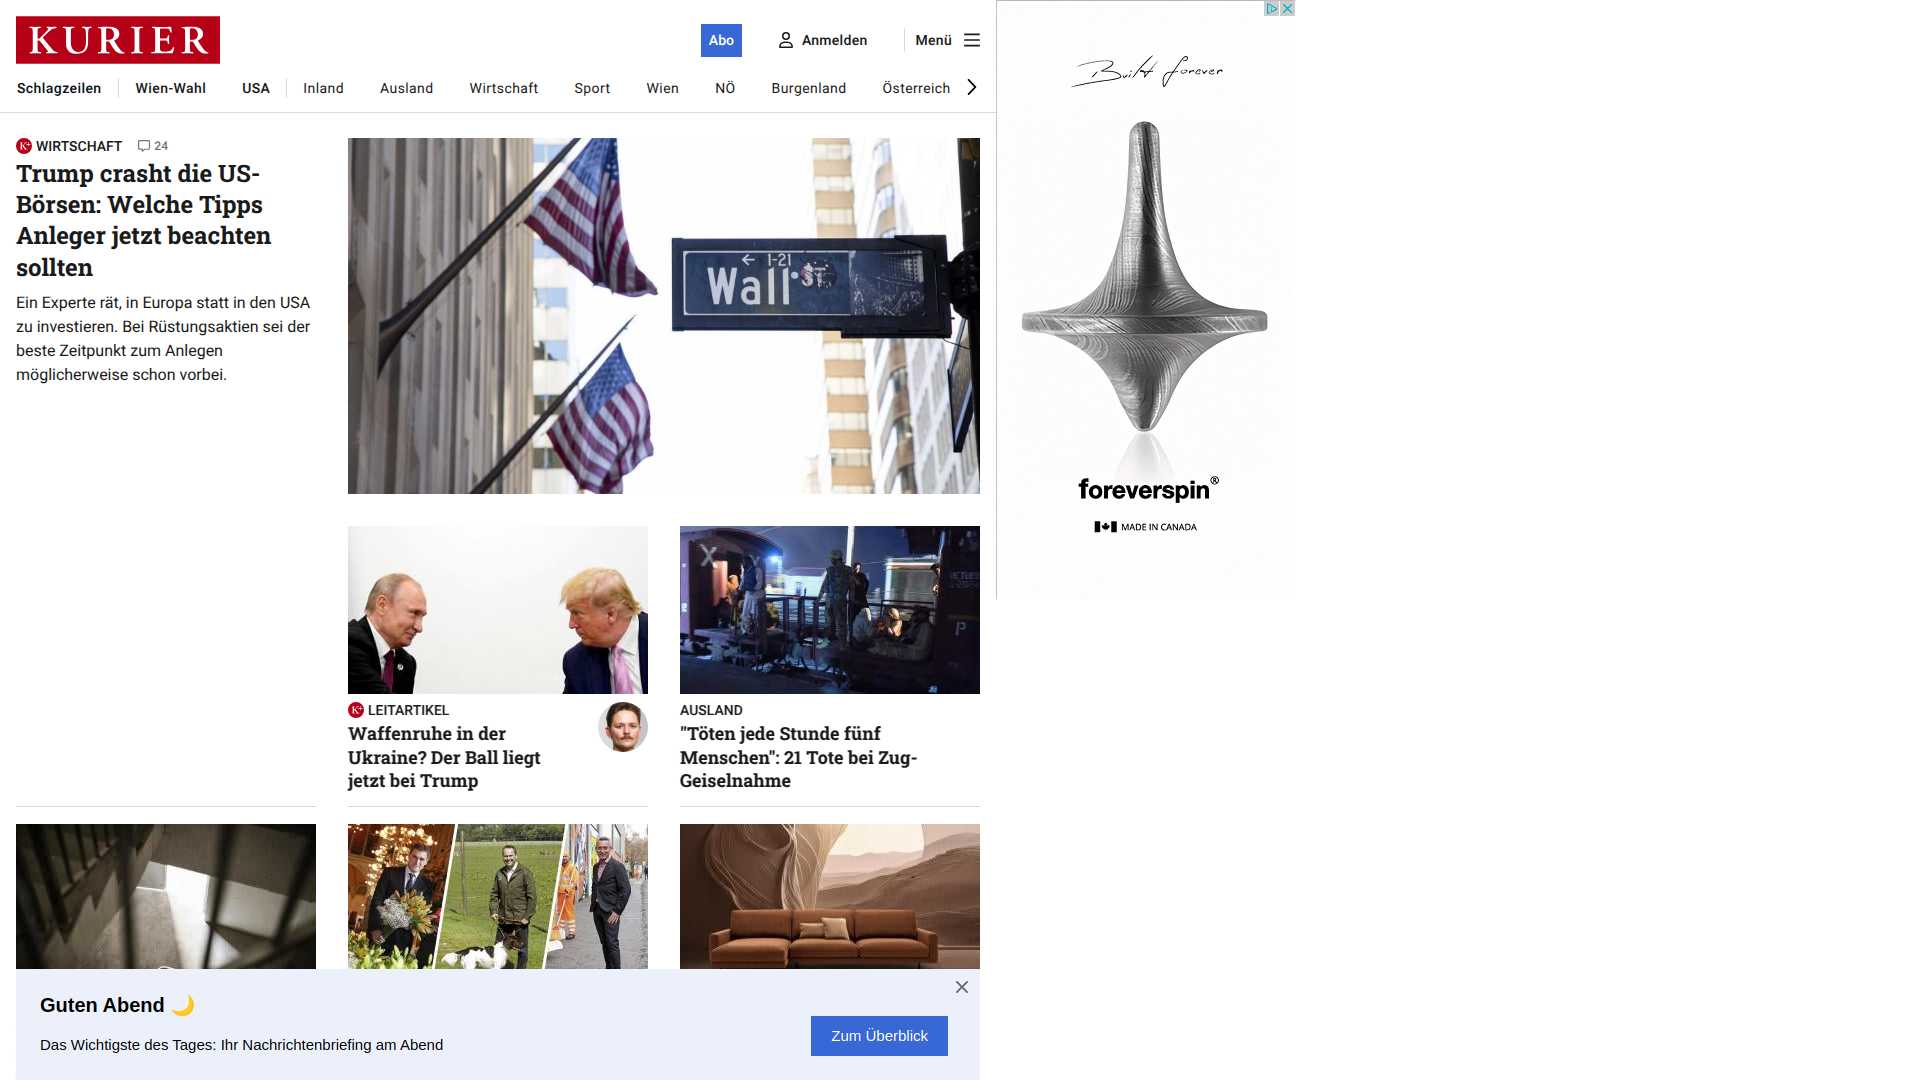 KURIER
Abo
Anmelden
Menü
Schlagzeilen
Wien-Wahl
USA
Inland
Ausland
Wirtschaft
Sport
Wien
NÖ
Burgenland
Österreich
K+ WIRTSCHAFT 24
Trump crasht die US-
Börsen: Welche Tipps
Anleger jetzt beachten
sollten
Ein Experte rät, in Europa statt in den USA
zu investieren. Bei Rüstungsaktien sei der
beste Zeitpunkt zum Anlegen
möglicherweise schon vorbei.
← 1-21
Wall ST
Built forever
foreverspin®
MADE IN CANADA
K+ LEITARTIKEL
Waffenruhe in der
Ukraine? Der Ball liegt
jetzt bei Trump
X
P
AUSLAND
"Töten jede Stunde fünf
Menschen": 21 Tote bei Zug-
Geiselnahme
Guten Abend 🌙
Das Wichtigste des Tages: Ihr Nachrichtenbriefing am Abend
Zum Überblick